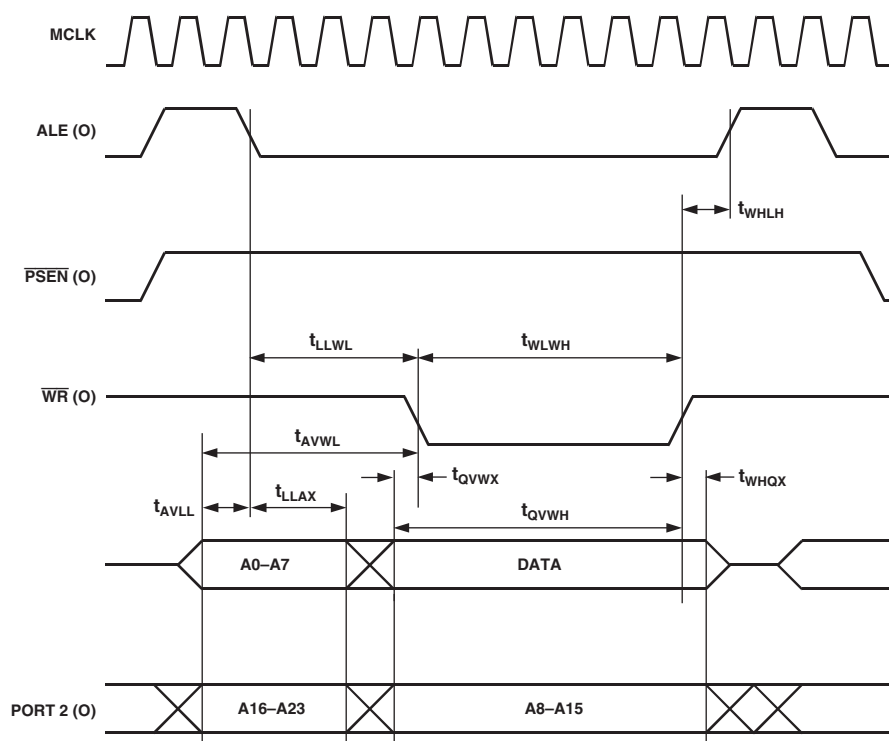 MCLK
ALE (O)
tWHLH
PSEN (O)
tLLWL
tWLWH
WR (O)
tAVWL
tQVWX
tWHQX
tAVLL
tLLAX
tQVWH
A0–A7
DATA
PORT 2 (O)
A16–A23
A8–A15